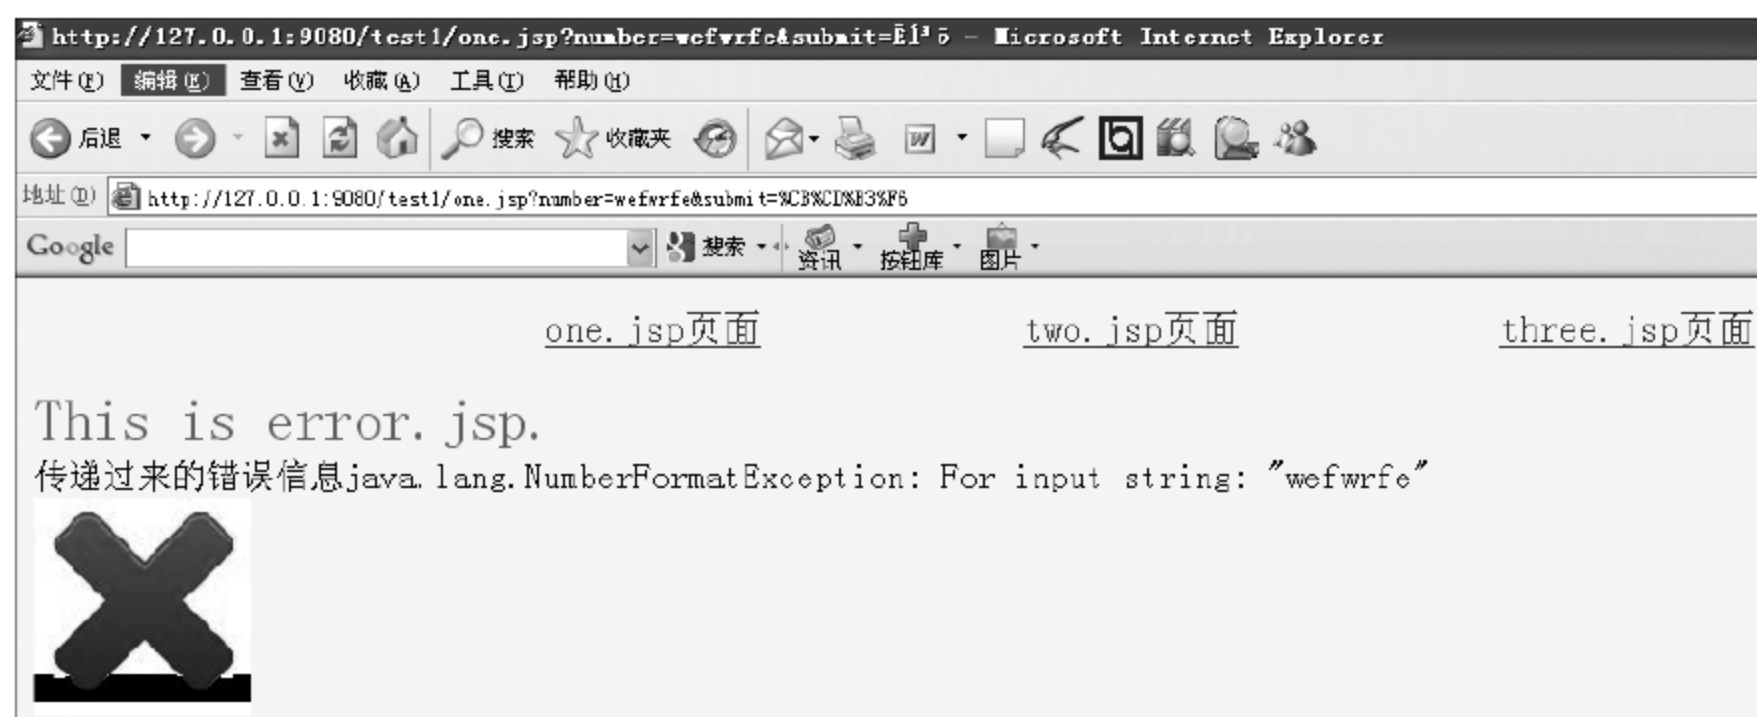 http://127.0.0.1:9080/test1/one.jsp?number=wefwrfe&submit=ËÍ³ö - Microsoft Internet Explorer
文件(F) 编辑(E) 查看(V) 收藏(A) 工具(T) 帮助(H)
后退 搜索 收藏夹
地址(D) http://127.0.0.1:9080/test1/one.jsp?number=wefwrfe&submit=%CB%CD%B3%F6
Google 搜索 资讯 按钮库 图片
one.jsp页面 two.jsp页面 three.jsp页面
This is error.jsp.
传递过来的错误信息java.lang.NumberFormatException: For input string: "wefwrfe"